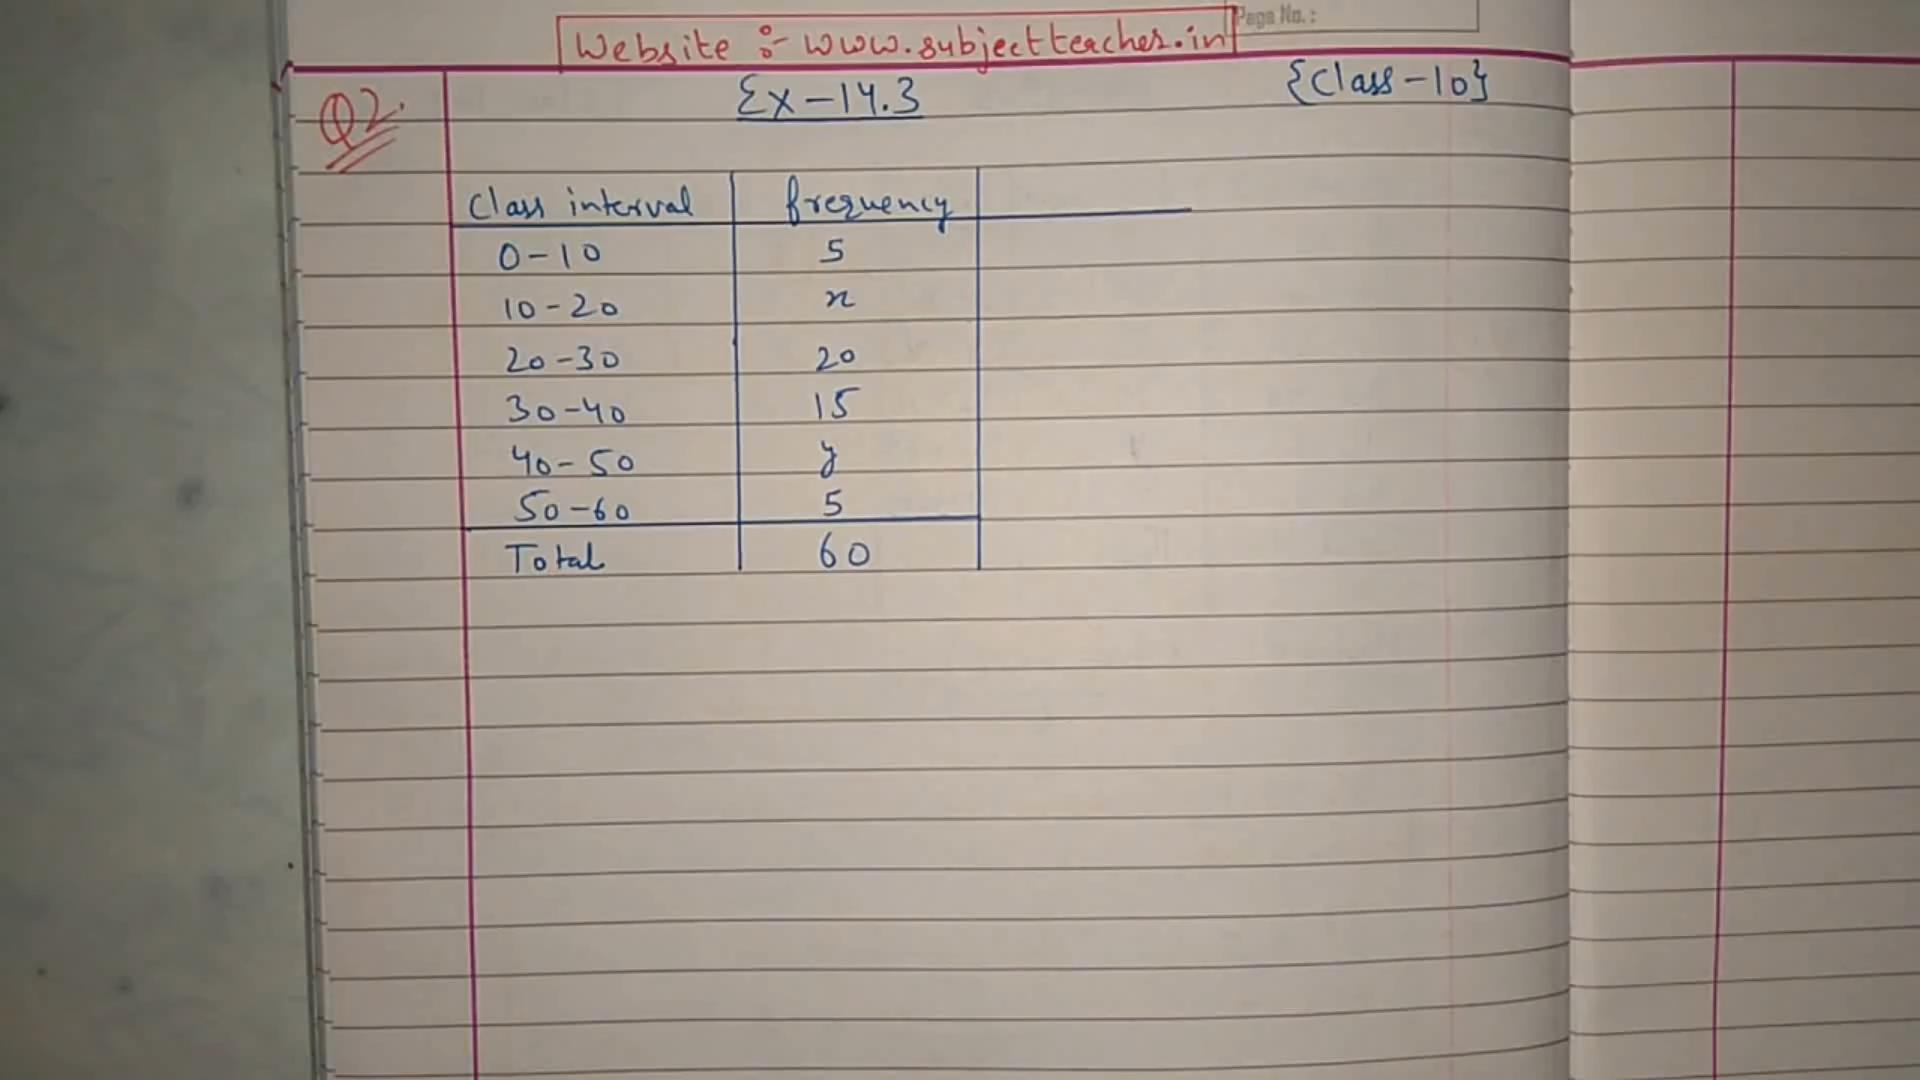 Page No. :
Website :- www.subjectteacher.in
Q2.
Ex-14.3
{Class-10}
Class interval frequency
0-10 5
10-20 x
20-30 20
30-40 15
40-50 y
50-60 5
Total 60